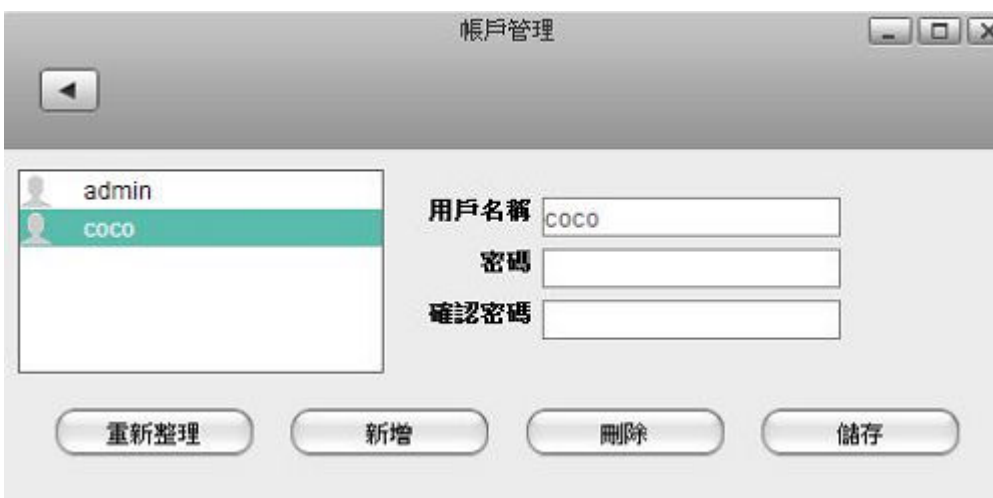 帳戶管理
admin
coco
用戶名稱 coco
密碼
確認密碼
重新整理 新增 刪除 儲存